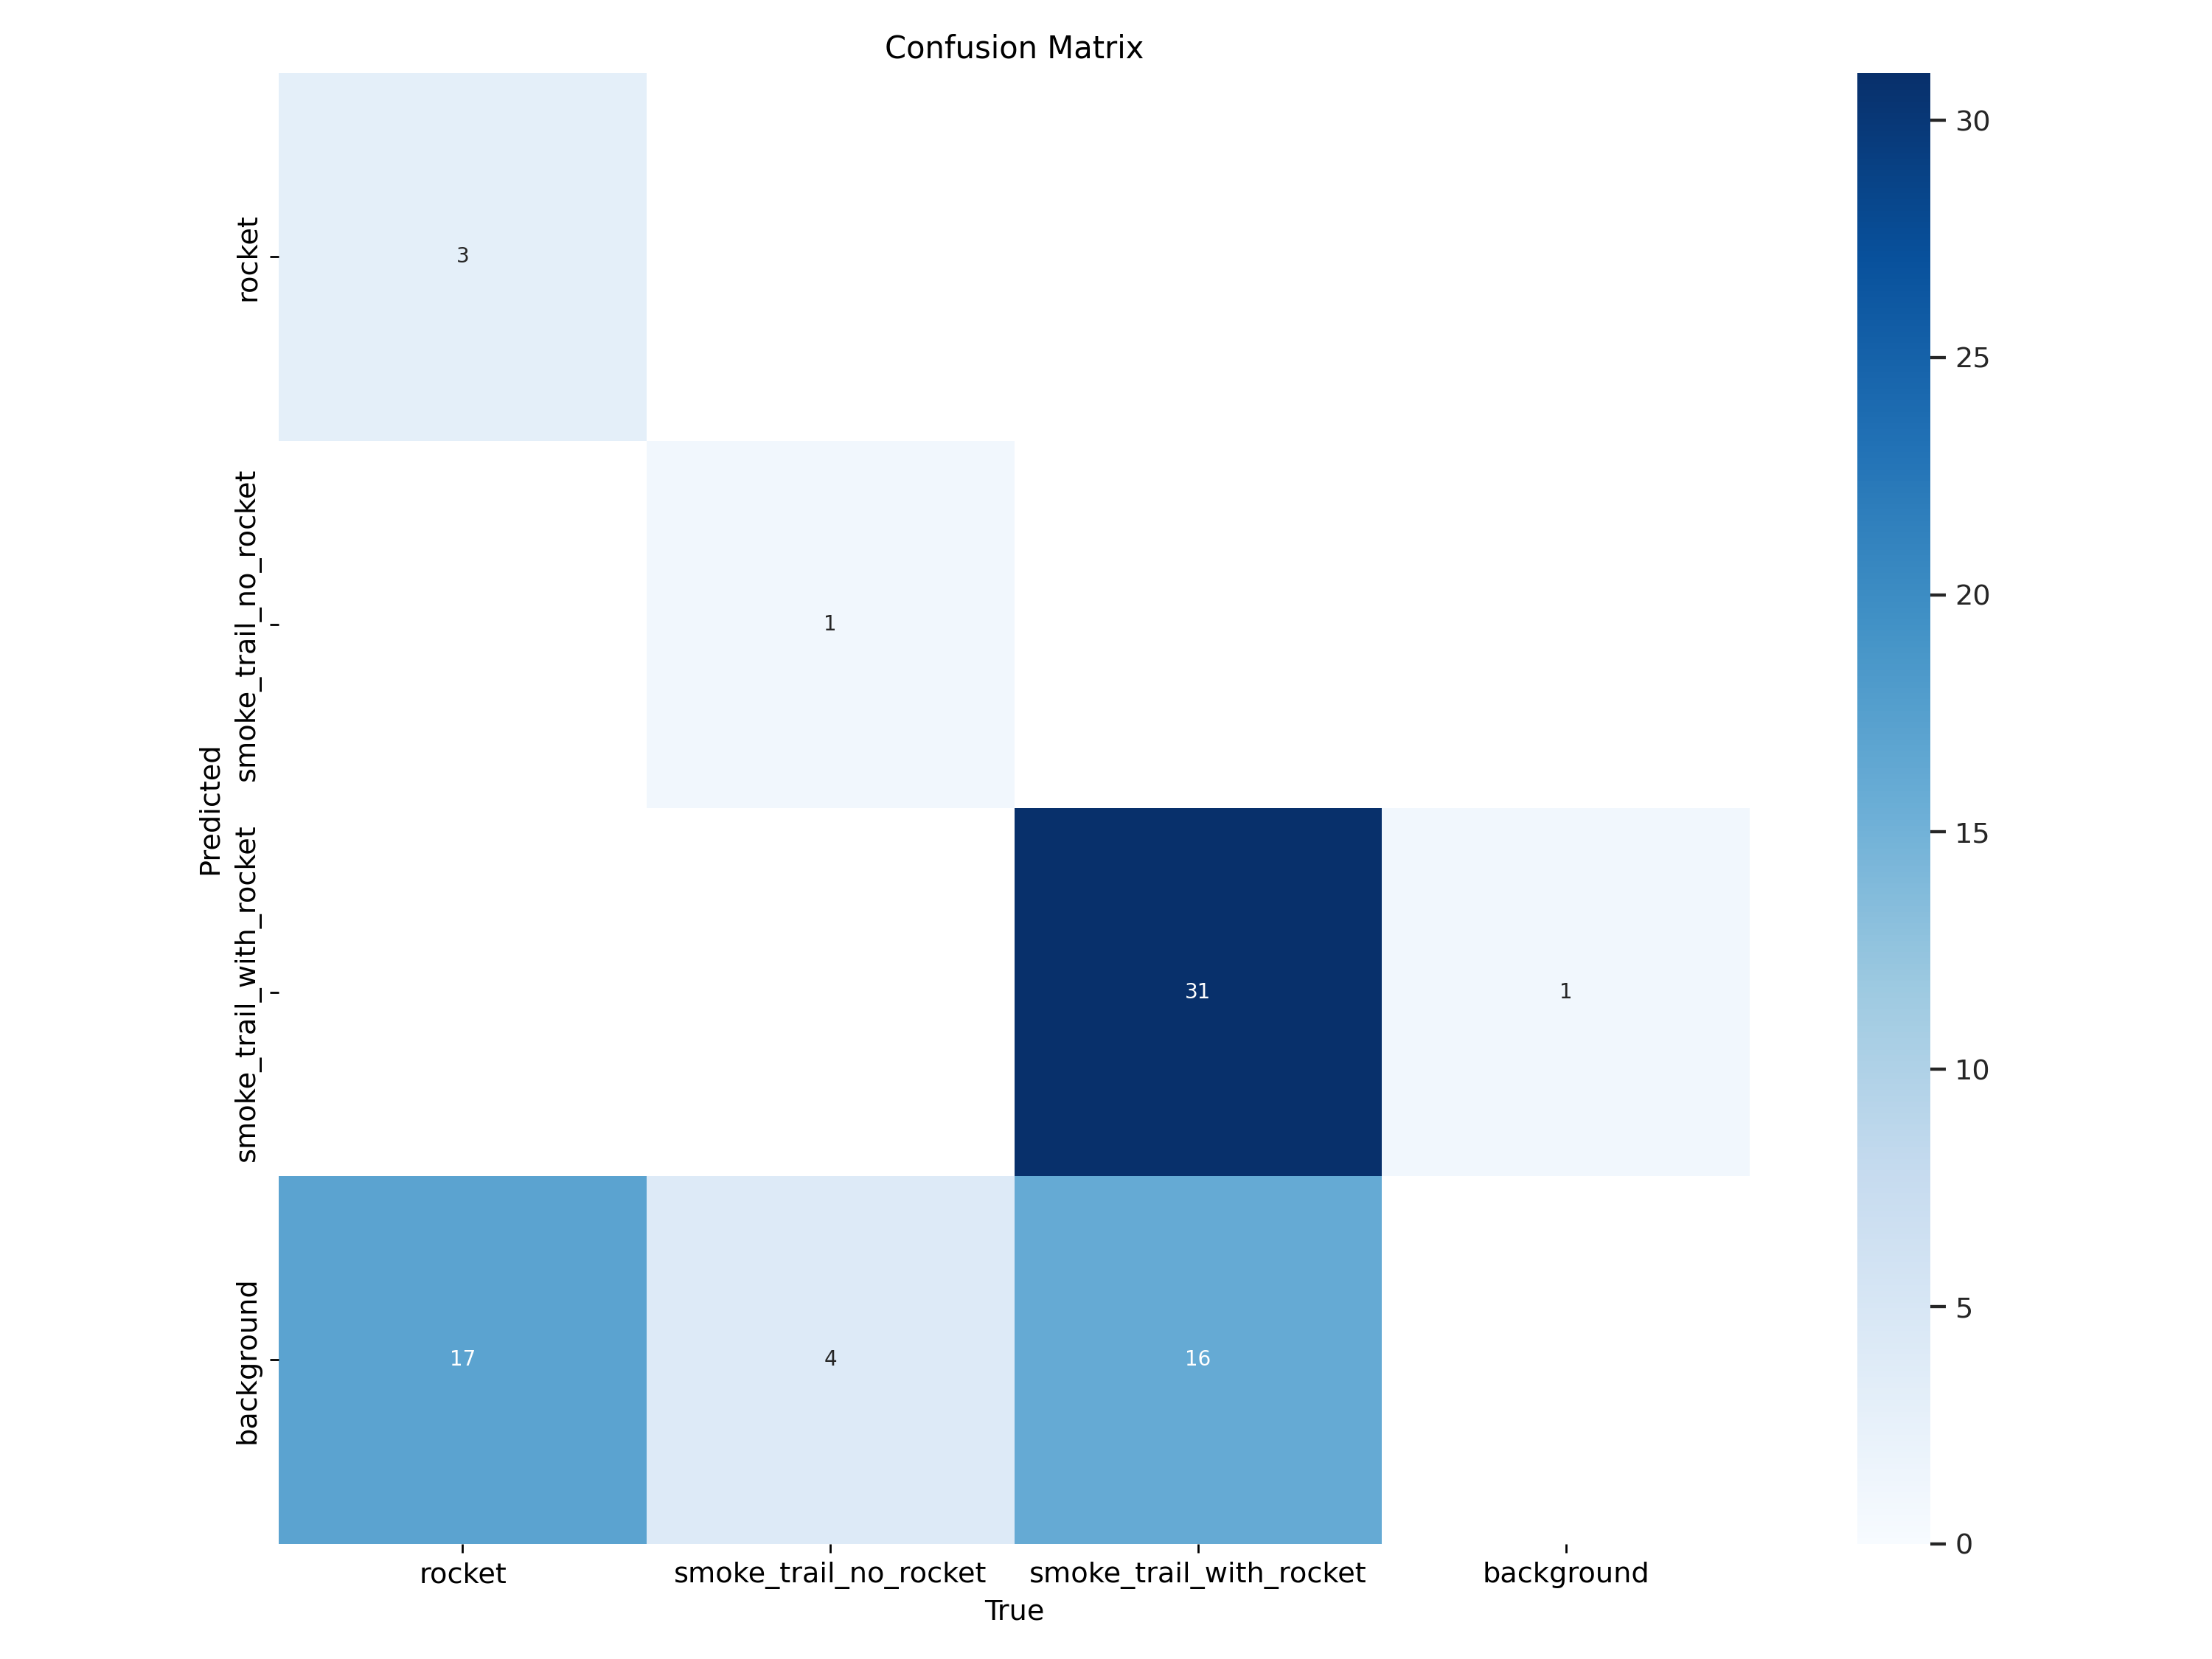 Confusion Matrix
rocket
smoke_trail_no_rocket
smoke_trail_with_rocket
background
Predicted
3
1
31
1
17
4
16
rocket
smoke_trail_no_rocket
smoke_trail_with_rocket
background
True
30
25
20
15
10
5
0